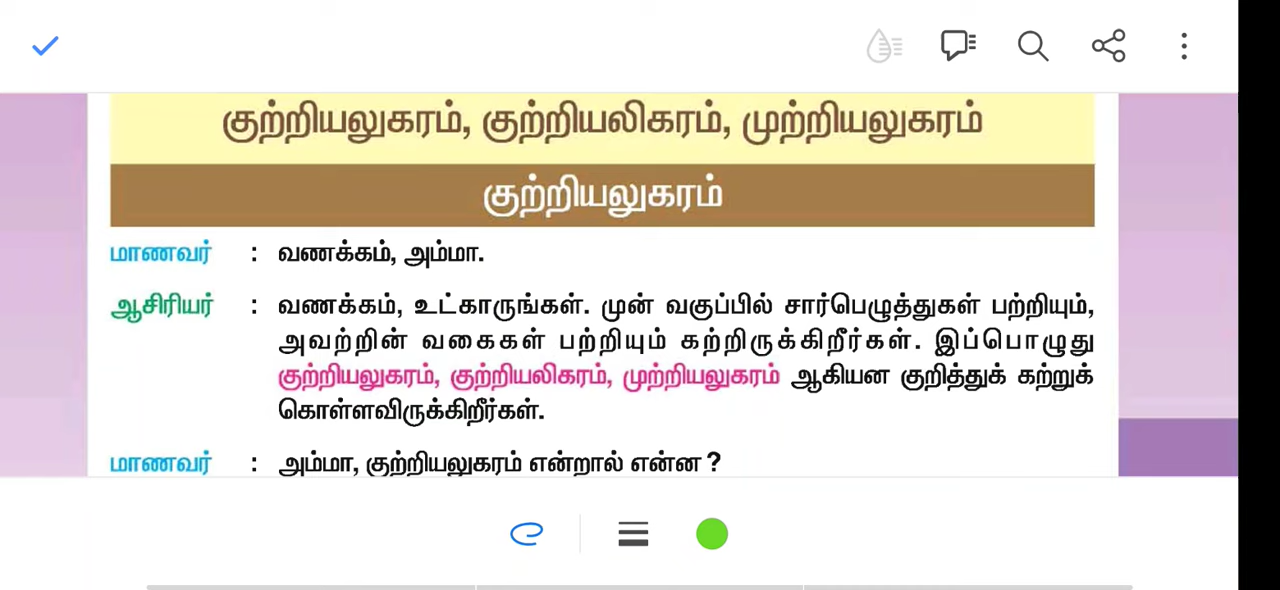 குற்றியலுகரம், குற்றியலிகரம், முற்றியலுகரம்
குற்றியலுகரம்
மாணவர் : வணக்கம், அம்மா.
ஆசிரியர் : வணக்கம், உட்காருங்கள். முன் வகுப்பில் சார்பெழுத்துகள் பற்றியும்,
அவற்றின் வகைகள் பற்றியும் கற்றிருக்கிறீர்கள். இப்பொழுது
குற்றியலுகரம், குற்றியலிகரம், முற்றியலுகரம் ஆகியன குறித்துக் கற்றுக்
கொள்ளவிருக்கிறீர்கள்.
மாணவர் : அம்மா, குற்றியலுகரம் என்றால் என்ன ?